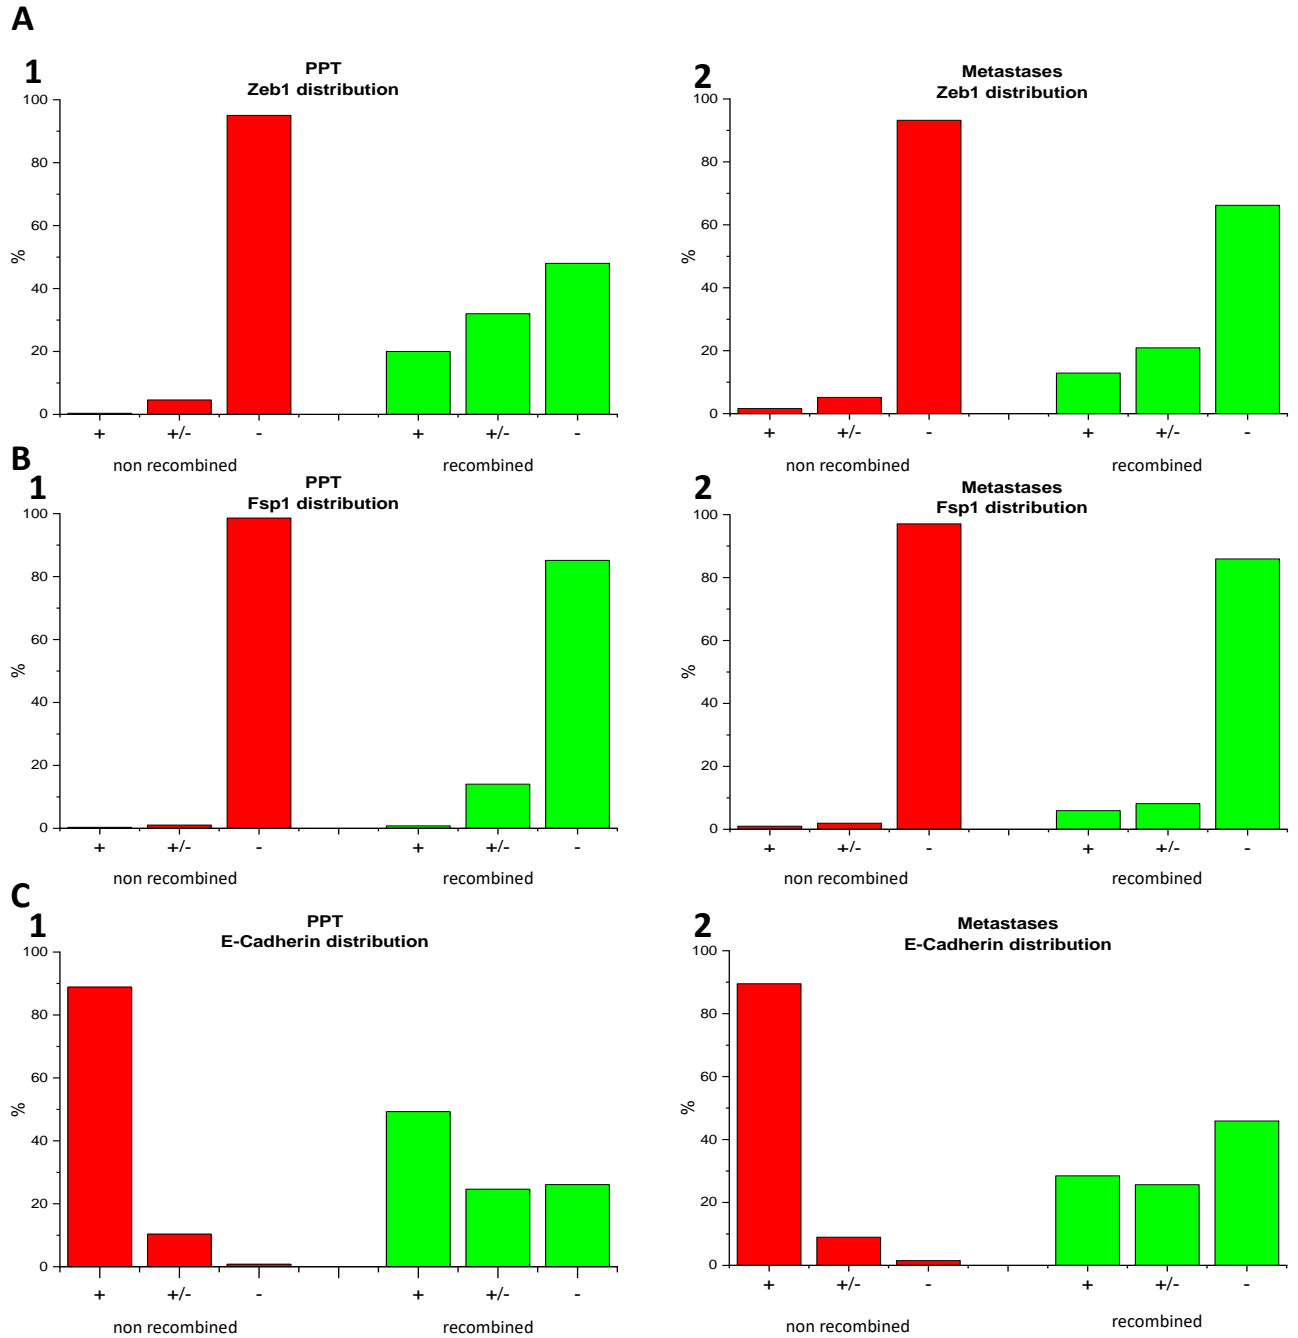 A
1
PPT
Zeb1 distribution
100
80
60
40
20
0
%
+ +/- - + +/- -
non recombined recombined
2
Metastases
Zeb1 distribution
100
80
60
40
20
0
%
+ +/- - + +/- -
non recombined recombined
B
1
PPT
Fsp1 distribution
100
80
60
40
20
0
%
+ +/- - + +/- -
non recombined recombined
2
Metastases
Fsp1 distribution
100
80
60
40
20
0
%
+ +/- - + +/- -
non recombined recombined
C
1
PPT
E-Cadherin distribution
100
80
60
40
20
0
%
+ +/- - + +/- -
non recombined recombined
2
Metastases
E-Cadherin distribution
100
80
60
40
20
0
%
+ +/- - + +/- -
non recombined recombined